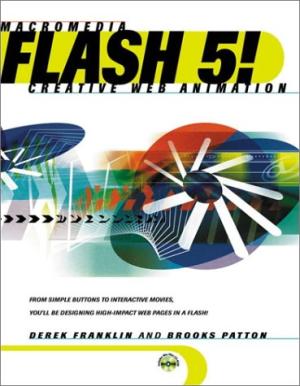 MACROMEDIA
FLASH 5!
CREATIVE WEB ANIMATION
FROM SIMPLE BUTTONS TO INTERACTIVE MOVIES,
YOU'LL BE DESIGNING HIGH-IMPACT WEB PAGES IN A FLASH!
DEREK FRANKLIN AND BROOKS PATTON